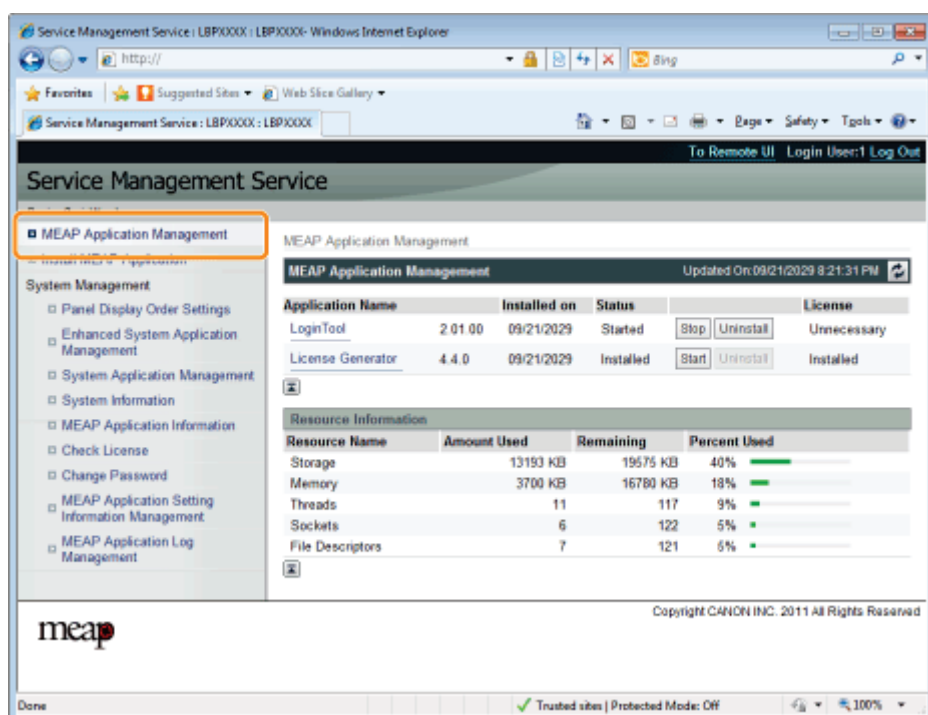 Service Management Service : LBPXXXX : LBPXXXX- Windows Internet Explorer
http://
Bing
Favorites Suggested Sites Web Slice Gallery
Service Management Service : LBPXXXX : LBPXXXX
Page Safety Tools
To Remote UI Login User:1 Log Out
Service Management Service
MEAP Application Management
Install MEAP Application
System Management
Panel Display Order Settings
Enhanced System Application
Management
System Application Management
System Information
MEAP Application Information
Check License
Change Password
MEAP Application Setting
Information Management
MEAP Application Log
Management
MEAP Application Management
MEAP Application Management Updated On:09/21/2029 8:21:31 PM
Application Name Installed on Status License
LoginTool 2.01.00 09/21/2029 Started Stop Uninstall Unnecessary
License Generator 4.4.0 09/21/2029 Installed Start Uninstall Installed
Resource Information
Resource Name Amount Used Remaining Percent Used
Storage 13193 KB 19575 KB 40%
Memory 3700 KB 16780 KB 18%
Threads 11 117 9%
Sockets 6 122 5%
File Descriptors 7 121 6%
Copyright CANON INC. 2011 All Rights Reserved
meap
Done Trusted sites | Protected Mode: Off 100%